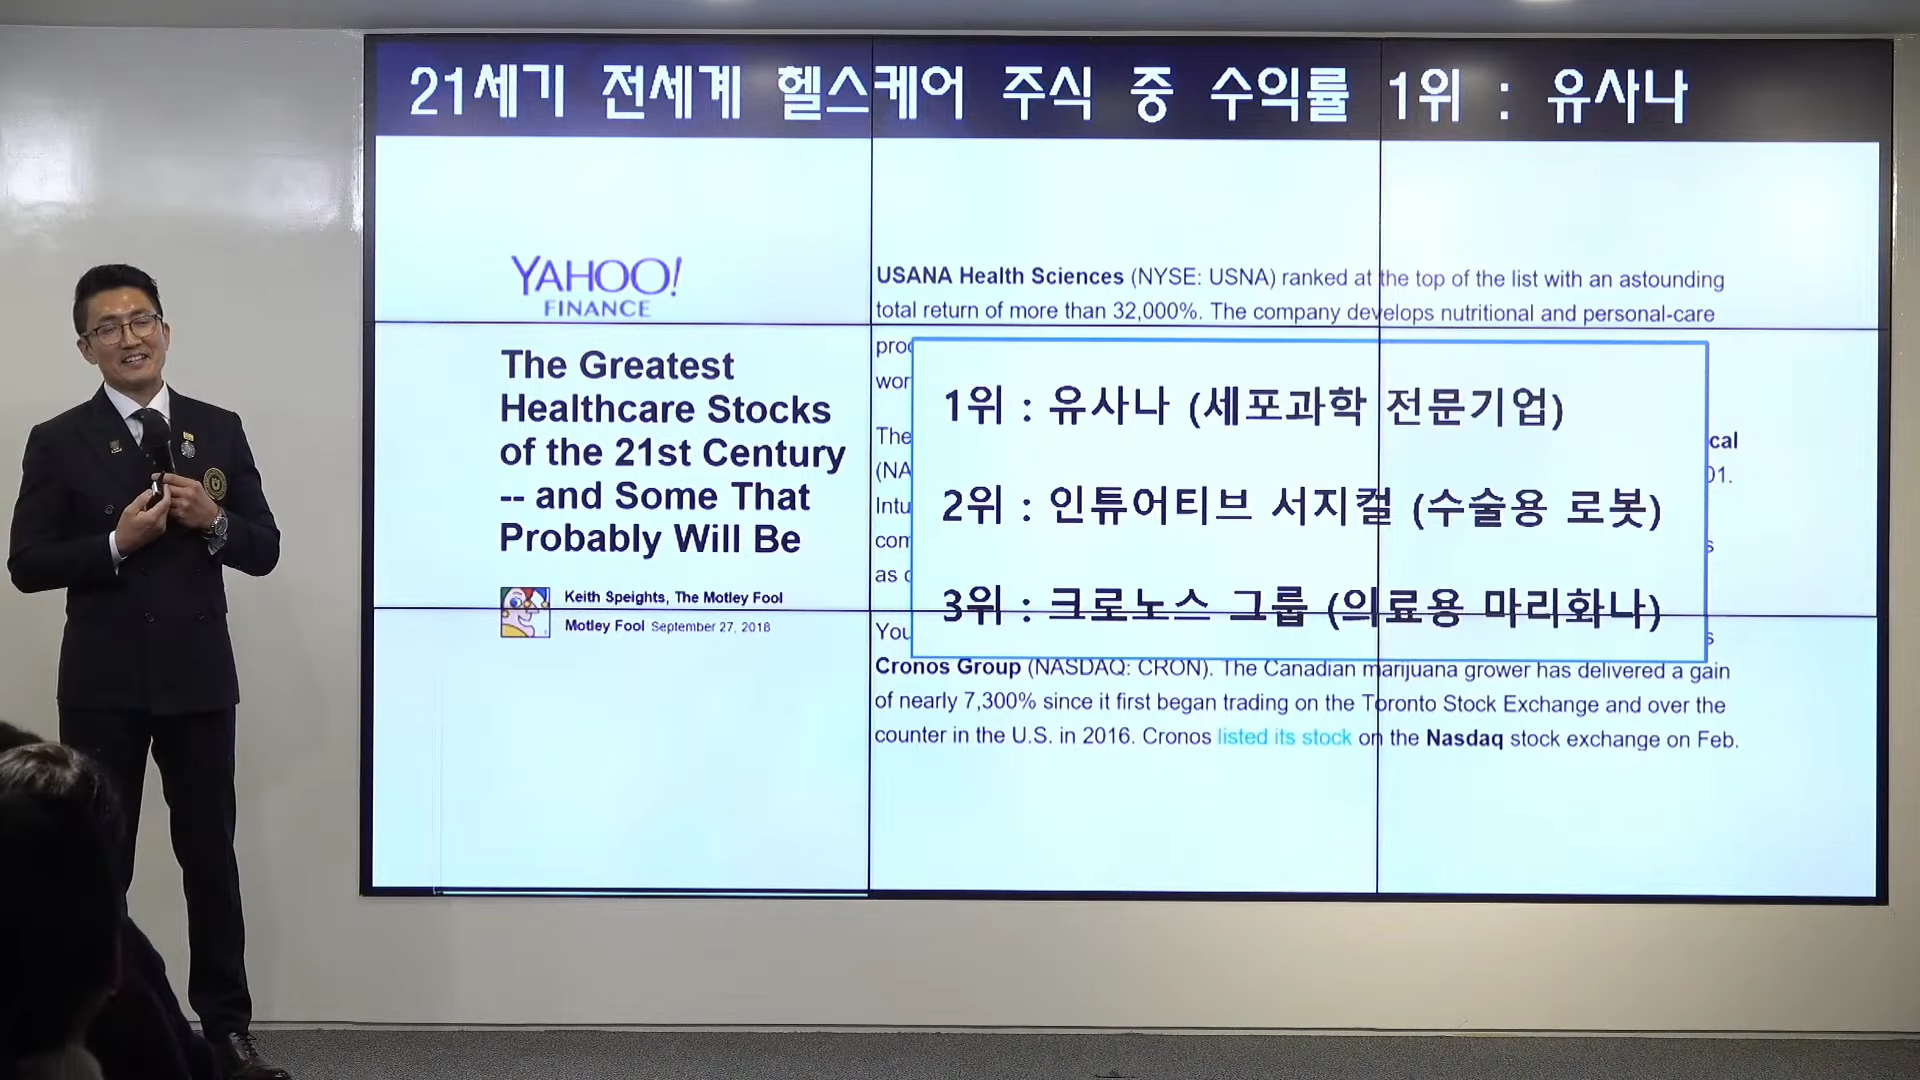 21세기 전세계 헬스케어 주식 중 수익률 1위 : 유사나
YAHOO!
FINANCE
The Greatest
Healthcare Stocks
of the 21st Century
-- and Some That
Probably Will Be
Keith Speights, The Motley Fool
Motley Fool September 27, 2018
USANA Health Sciences (NYSE: USNA) ranked at the top of the list with an astounding
total return of more than 32,000%. The company develops nutritional and personal-care
1위 : 유사나 (세포과학 전문기업)
The
2위 : 인튜어티브 서지컬 (수술용 로봇)
as
3위 : 크로노스 그룹 (의료용 마리화나)
Cronos Group (NASDAQ: CRON). The Canadian marijuana grower has delivered a gain
of nearly 7,300% since it first began trading on the Toronto Stock Exchange and over the
counter in the U.S. in 2016. Cronos listed its stock on the Nasdaq stock exchange on Feb.